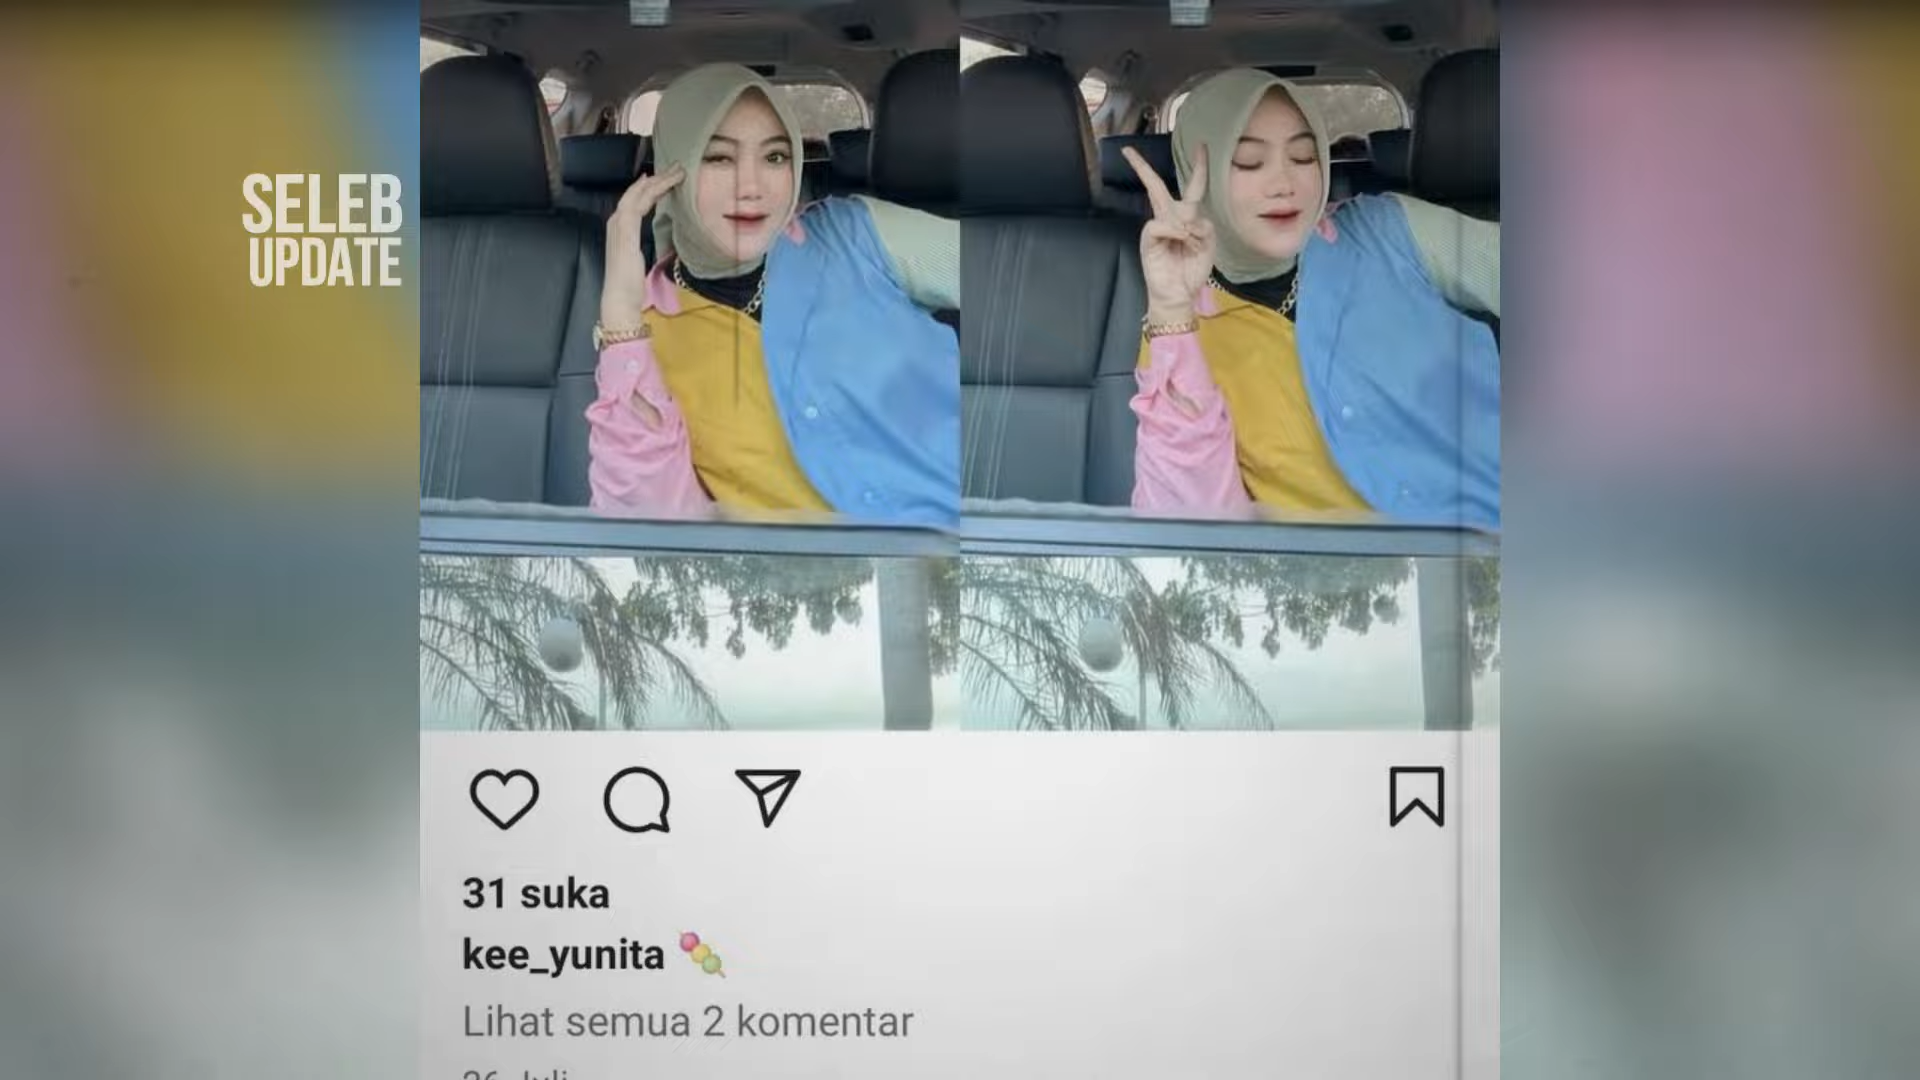 SELEB
UPDATE
31 suka
kee_yunita
Lihat semua 2 komentar